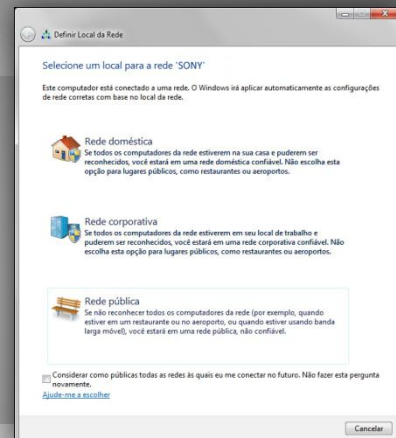 Definir Local da Rede
Selecione um local para a rede 'SONY'
Este computador está conectado a uma rede. O Windows irá aplicar automaticamente as configurações
de rede corretas com base no local da rede.
Rede doméstica
Se todos os computadores da rede estiverem na sua casa e puderem ser
reconhecidos, você estará em uma rede doméstica confiável. Não escolha esta
opção para lugares públicos, como restaurantes ou aeroportos.
Rede corporativa
Se todos os computadores da rede estiverem em seu local de trabalho e
puderem ser reconhecidos, você estará em uma rede corporativa confiável. Não
escolha esta opção para lugares públicos, como restaurantes ou aeroportos.
Rede pública
Se não reconhecer todos os computadores da rede (por exemplo, quando
estiver em um restaurante ou no aeroporto, ou quando estiver usando banda
larga móvel), você estará em uma rede pública, não confiável.
Considerar como públicas todas as redes às quais eu me conectar no futuro. Não fazer esta pergunta
novamente.
Ajude-me a escolher
Cancelar